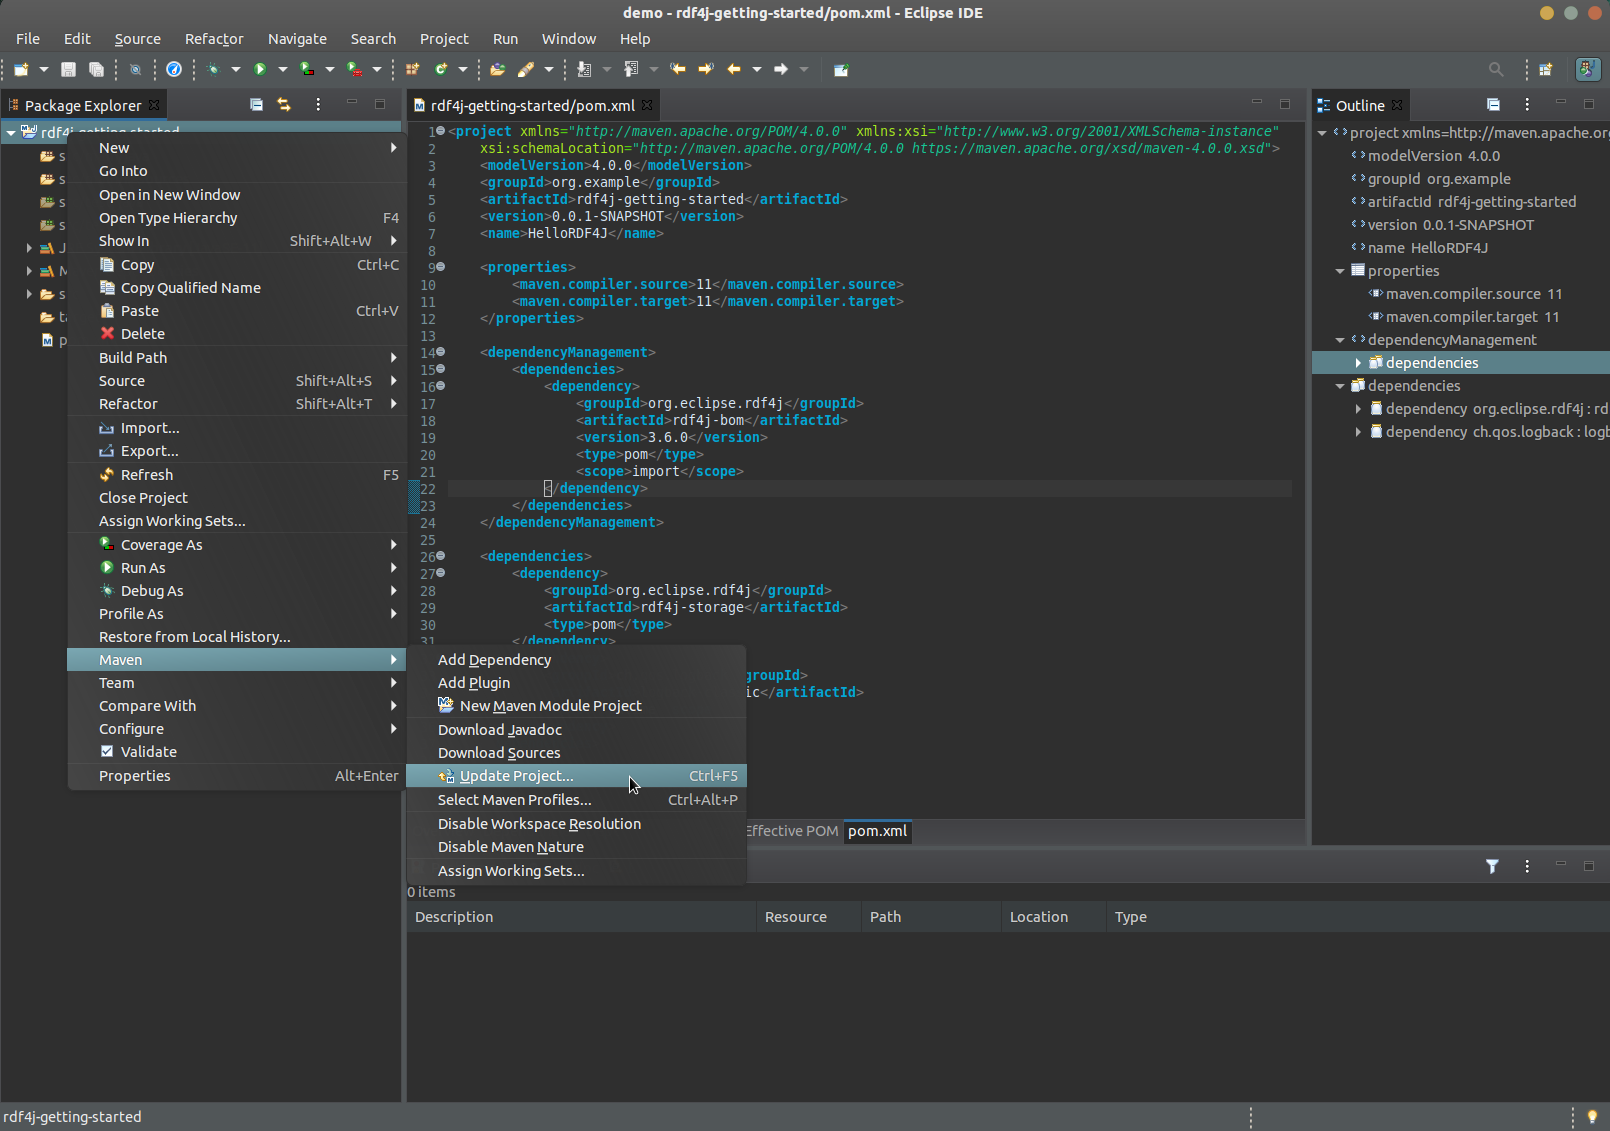 demo - rdf4j-getting-started/pom.xml - Eclipse IDE
File Edit Source Refactor Navigate Search Project Run Window Help
Package Explorer
rdf4j-getting-started
s
s
s
s
J
M
s
ta
p
New
Go Into
Open in New Window
Open Type Hierarchy F4
Show In Shift+Alt+W
Copy Ctrl+C
Copy Qualified Name
Paste Ctrl+V
Delete
Build Path
Source Shift+Alt+S
Refactor Shift+Alt+T
Import...
Export...
Refresh F5
Close Project
Assign Working Sets...
Coverage As
Run As
Debug As
Profile As
Restore from Local History...
Maven
Team
Compare With
Configure
Validate
Properties Alt+Enter
Add Dependency
Add Plugin
New Maven Module Project
Download Javadoc
Download Sources
Update Project... Ctrl+F5
Select Maven Profiles... Ctrl+Alt+P
Disable Workspace Resolution
Disable Maven Nature
Assign Working Sets...
rdf4j-getting-started/pom.xml
1 <project xmlns="http://maven.apache.org/POM/4.0.0" xmlns:xsi="http://www.w3.org/2001/XMLSchema-instance"
2 xsi:schemaLocation="http://maven.apache.org/POM/4.0.0 https://maven.apache.org/xsd/maven-4.0.0.xsd">
3 <modelVersion>4.0.0</modelVersion>
4 <groupId>org.example</groupId>
5 <artifactId>rdf4j-getting-started</artifactId>
6 <version>0.0.1-SNAPSHOT</version>
7 <name>HelloRDF4J</name>
8
9 <properties>
10 <maven.compiler.source>11</maven.compiler.source>
11 <maven.compiler.target>11</maven.compiler.target>
12 </properties>
13
14 <dependencyManagement>
15 <dependencies>
16 <dependency>
17 <groupId>org.eclipse.rdf4j</groupId>
18 <artifactId>rdf4j-bom</artifactId>
19 <version>3.6.0</version>
20 <type>pom</type>
21 <scope>import</scope>
22 </dependency>
23 </dependencies>
24 </dependencyManagement>
25
26 <dependencies>
27 <dependency>
28 <groupId>org.eclipse.rdf4j</groupId>
29 <artifactId>rdf4j-storage</artifactId>
30 <type>pom</type>
31 </dependency>
groupId>
ic</artifactId>
Effective POM pom.xml
0 items
Description Resource Path Location Type
Outline
project xmlns=http://maven.apache.org
modelVersion 4.0.0
groupId org.example
artifactId rdf4j-getting-started
version 0.0.1-SNAPSHOT
name HelloRDF4J
properties
maven.compiler.source 11
maven.compiler.target 11
dependencyManagement
dependencies
dependencies
dependency org.eclipse.rdf4j : rd
dependency ch.qos.logback : logb
rdf4j-getting-started